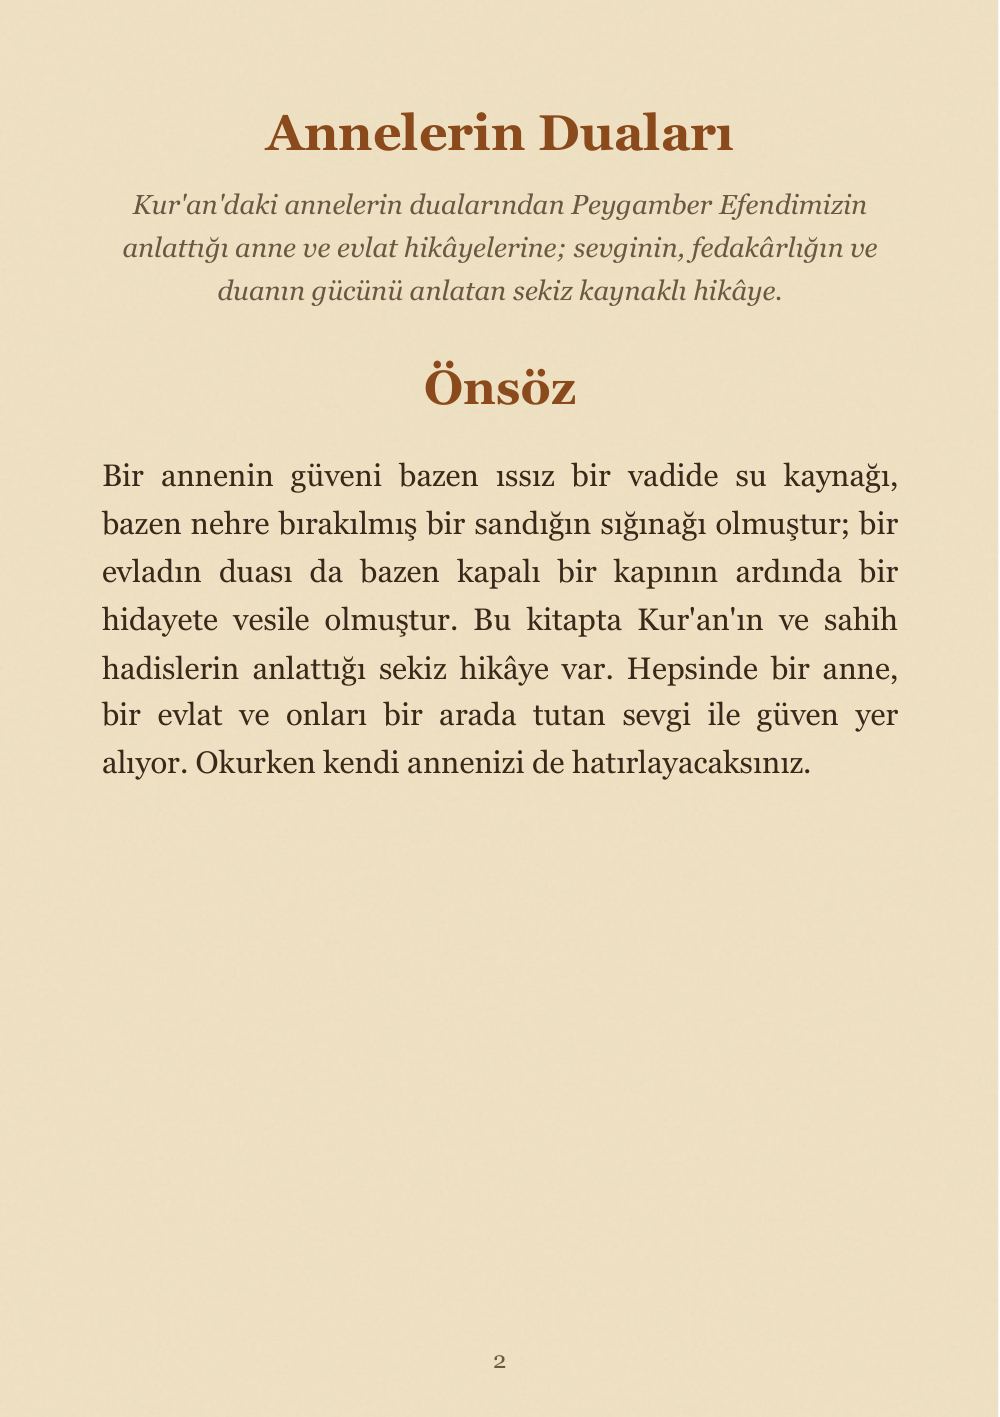 Annelerin Duaları
Kur'an'daki annelerin dualarından Peygamber Efendimizin
anlattığı anne ve evlat hikâyelerine; sevginin, fedakârlığın ve
duanın gücünü anlatan sekiz kaynaklı hikâye.
Önsöz
Bir annenin güveni bazen ıssız bir vadide su kaynağı,
bazen nehre bırakılmış bir sandığın sığınağı olmuştur; bir
evladın duası da bazen kapalı bir kapının ardında bir
hidayete vesile olmuştur. Bu kitapta Kur'an'ın ve sahih
hadislerin anlattığı sekiz hikâye var. Hepsinde bir anne,
bir evlat ve onları bir arada tutan sevgi ile güven yer
alıyor. Okurken kendi annenizi de hatırlayacaksınız.
2